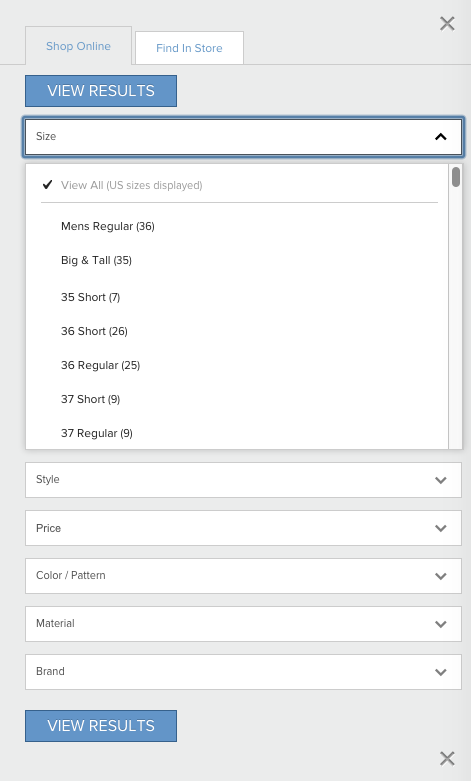 Shop Online
Find In Store
VIEW RESULTS
Size
View All (US sizes displayed)
Mens Regular (36)
Big & Tall (35)
35 Short (7)
36 Short (26)
36 Regular (25)
37 Short (9)
37 Regular (9)
Style
Price
Color / Pattern
Material
Brand
VIEW RESULTS